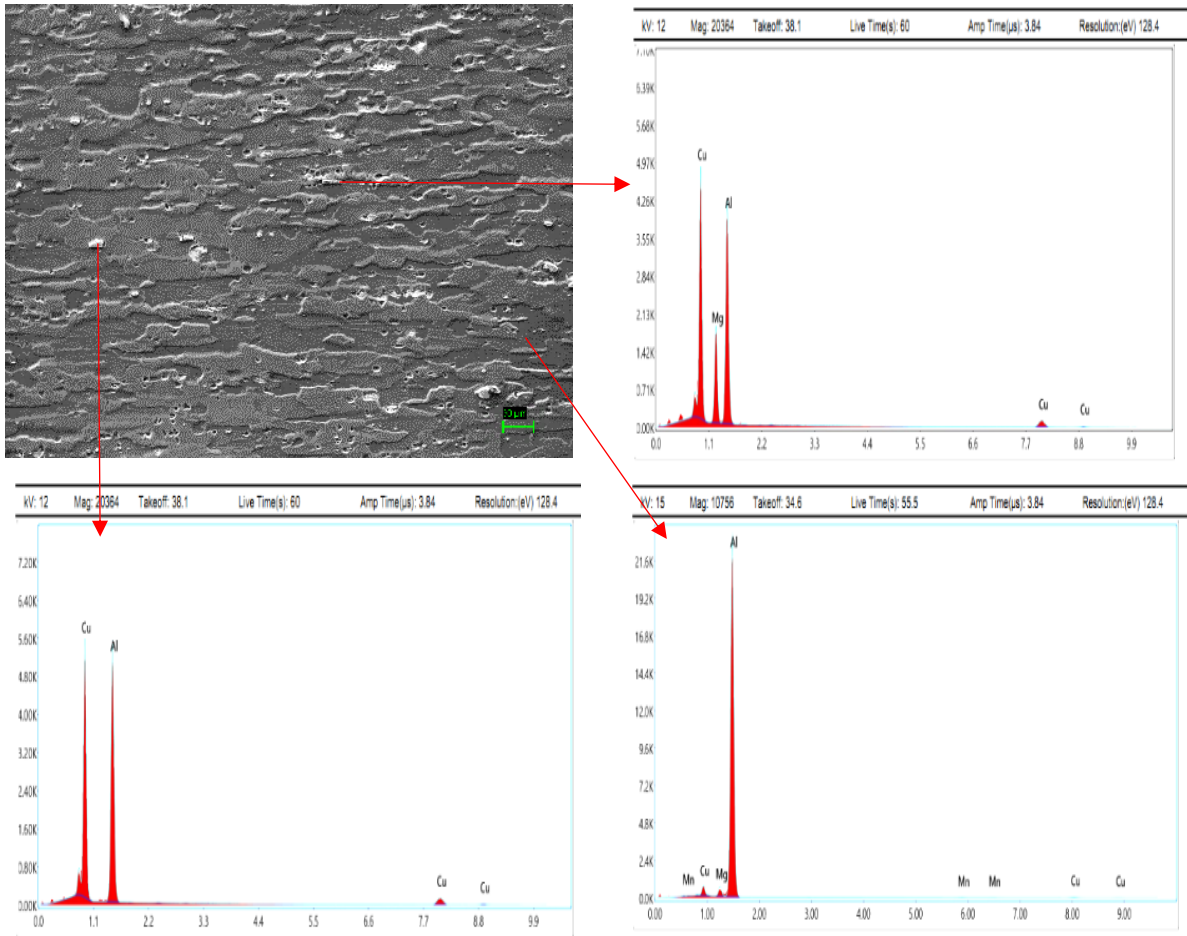 kV: 12 Mag: 20364 Takeoff: 38.1 Live Time(s): 60 Amp Time(µs): 3.84 Resolution:(eV) 128.4
6.39K
5.68K
4.97K
4.26K
3.55K
2.84K
2.13K
1.42K
0.71K
0.00K
Cu
Al
Mg
Cu
Cu
0.0 1.1 2.2 3.3 4.4 5.5 6.6 7.7 8.8 9.9
kV: 12 Mag: 20364 Takeoff: 38.1 Live Time(s): 60 Amp Time(µs): 3.84 Resolution:(eV) 128.4
7.20K
6.40K
5.60K
4.80K
4.00K
3.20K
2.40K
1.60K
0.80K
0.00K
Cu
Al
Cu
Cu
0.0 1.1 2.2 3.3 4.4 5.5 6.6 7.7 8.8 9.9
kV: 15 Mag: 10756 Takeoff: 34.6 Live Time(s): 55.5 Amp Time(µs): 3.84 Resolution:(eV) 128.4
21.6K
19.2K
16.8K
14.4K
12.0K
9.6K
7.2K
4.8K
2.4K
0.0K
Al
Mn
Cu
Mg
Mn
Mn
Cu
Cu
0.00 1.00 2.00 3.00 4.00 5.00 6.00 7.00 8.00 9.00